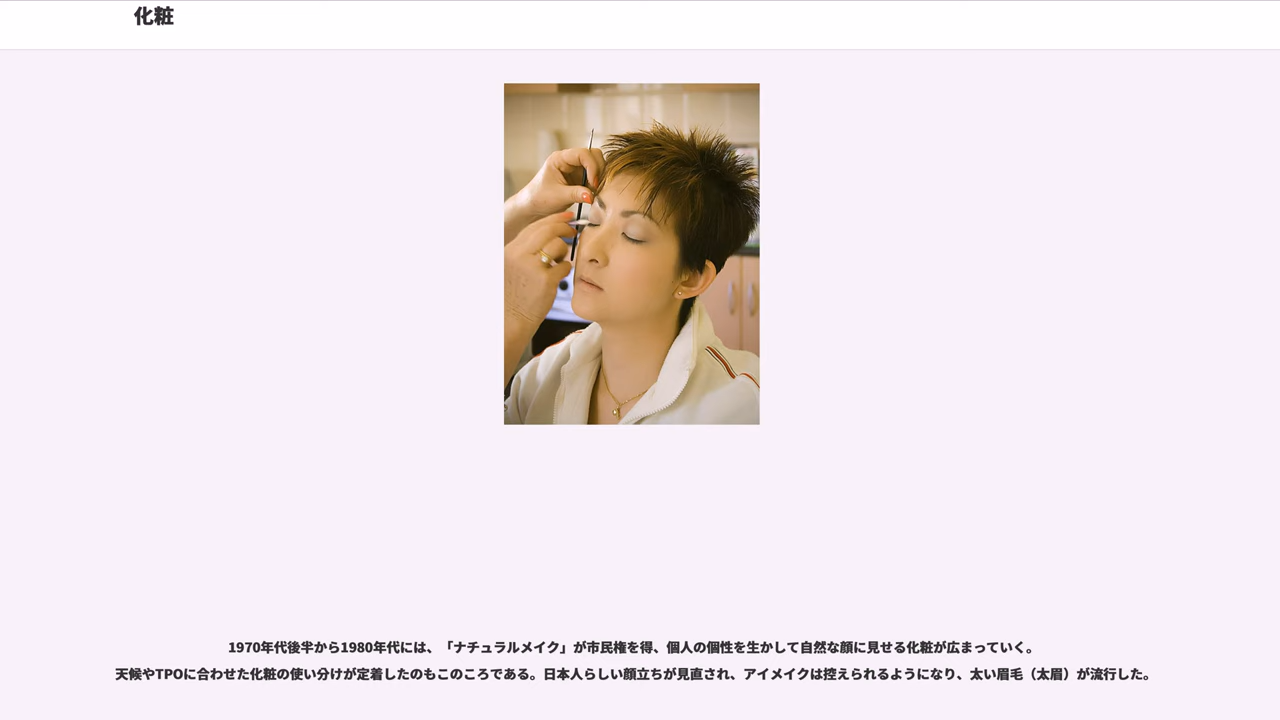 化粧
1970年代後半から1980年代には、「ナチュラルメイク」が市民権を得、個人の個性を生かして自然な顔に見せる化粧が広まっていく。
天候やTPOに合わせた化粧の使い分けが定着したのもこのころである。日本人らしい顔立ちが見直され、アイメイクは控えられるようになり、太い眉毛（太眉）が流行した。